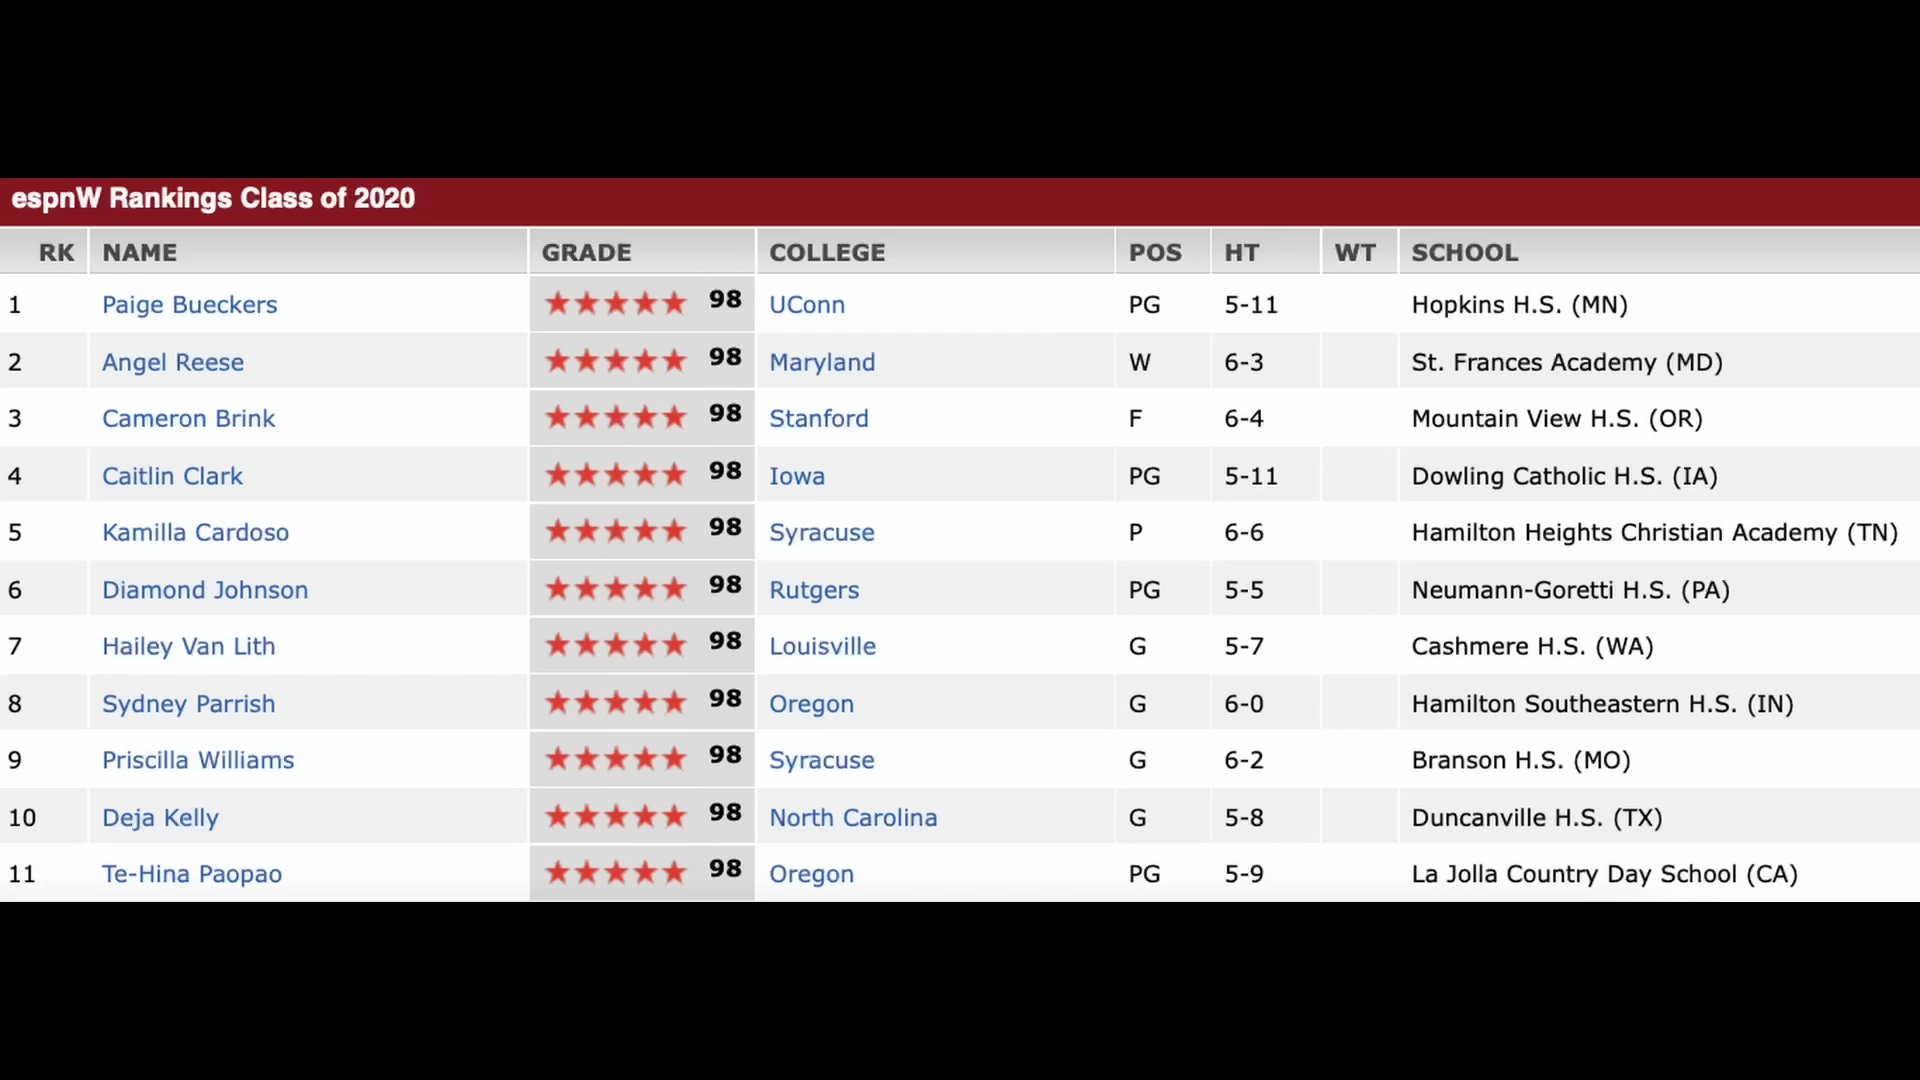 espnW Rankings Class of 2020
RK NAME GRADE COLLEGE POS HT WT SCHOOL
1 Paige Bueckers 98 UConn PG 5-11 Hopkins H.S. (MN)
2 Angel Reese 98 Maryland W 6-3 St. Frances Academy (MD)
3 Cameron Brink 98 Stanford F 6-4 Mountain View H.S. (OR)
4 Caitlin Clark 98 Iowa PG 5-11 Dowling Catholic H.S. (IA)
5 Kamilla Cardoso 98 Syracuse P 6-6 Hamilton Heights Christian Academy (TN)
6 Diamond Johnson 98 Rutgers PG 5-5 Neumann-Goretti H.S. (PA)
7 Hailey Van Lith 98 Louisville G 5-7 Cashmere H.S. (WA)
8 Sydney Parrish 98 Oregon G 6-0 Hamilton Southeastern H.S. (IN)
9 Priscilla Williams 98 Syracuse G 6-2 Branson H.S. (MO)
10 Deja Kelly 98 North Carolina G 5-8 Duncanville H.S. (TX)
11 Te-Hina Paopao 98 Oregon PG 5-9 La Jolla Country Day School (CA)